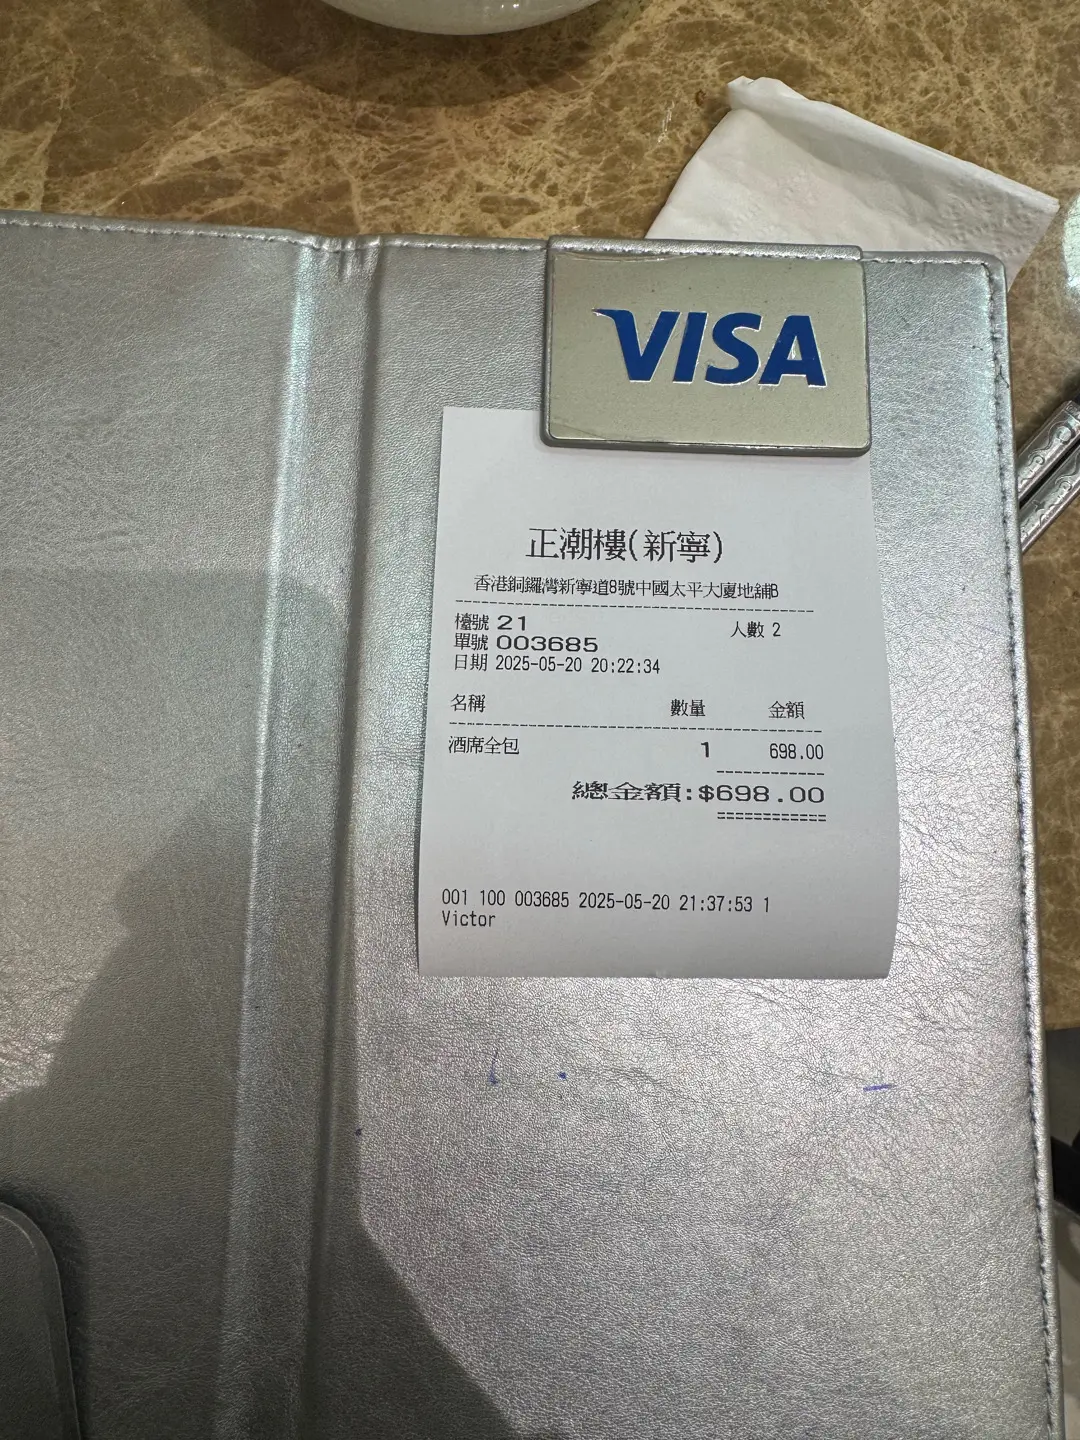 VISA
正潮樓(新寧)
香港銅鑼灣新寧道8號中國太平大廈地舖B
檯號 21 人數 2
單號 003685
日期 2025-05-20 20:22:34
名稱 數量 金額
酒席全包 1 698.00
總金額:$698.00
001 100 003685 2025-05-20 21:37:53 1
Victor